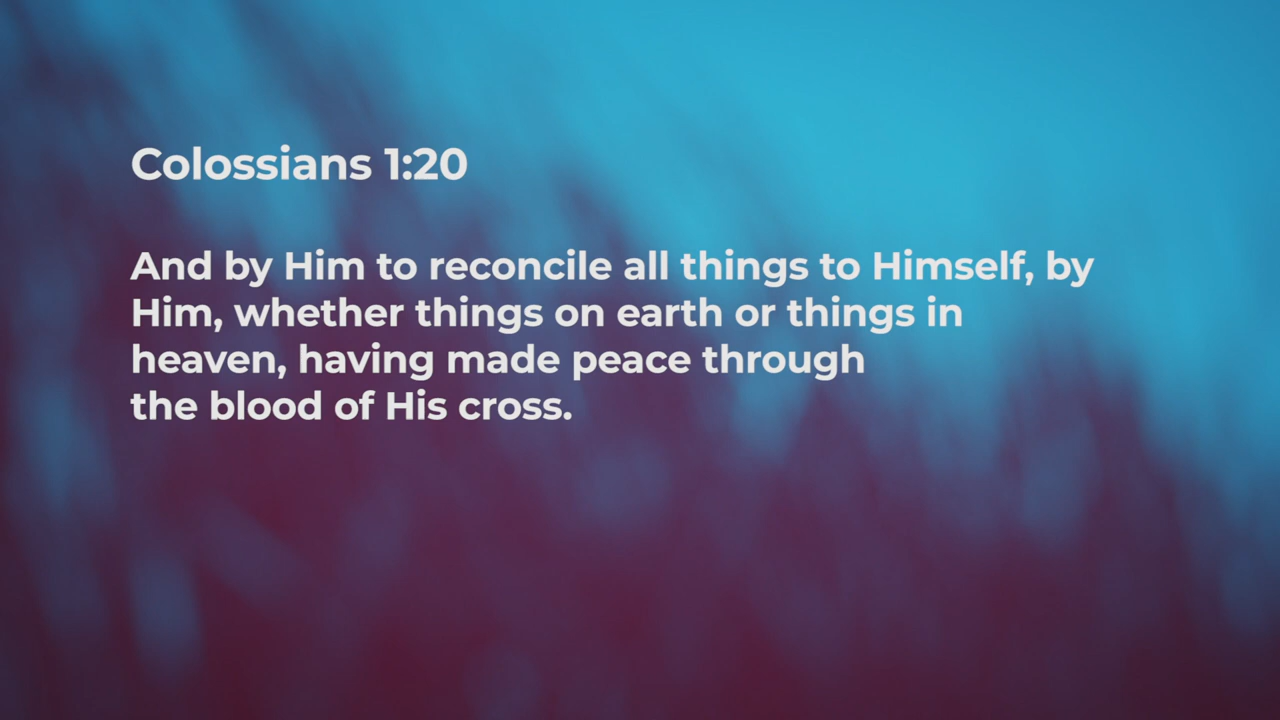 Colossians 1:20
And by Him to reconcile all things to Himself, by
Him, whether things on earth or things in
heaven, having made peace through
the blood of His cross.